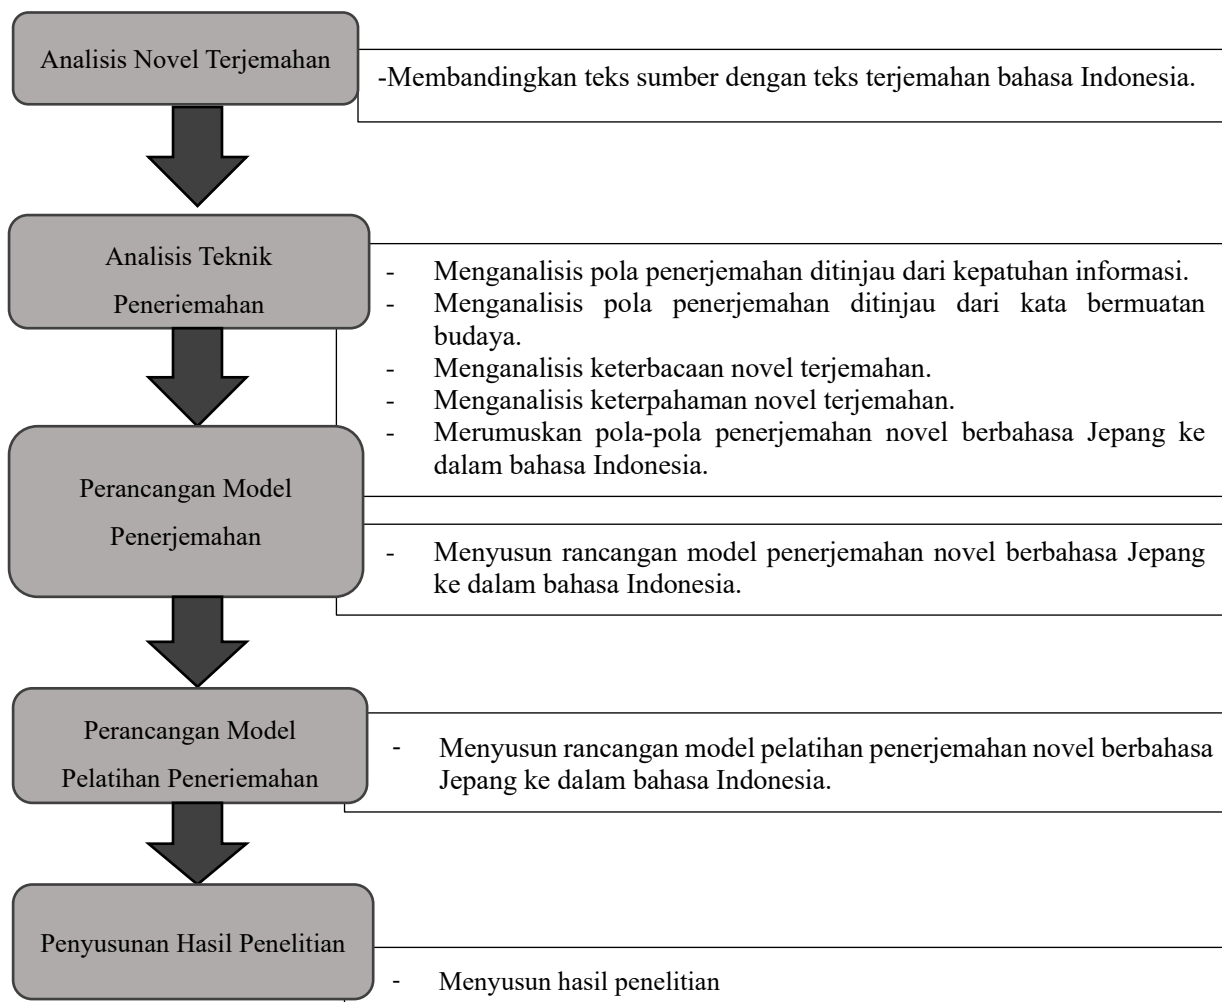 Analisis Novel Terjemahan
-Membandingkan teks sumber dengan teks terjemahan bahasa Indonesia.
Analisis Teknik
Penerjemahan
- Menganalisis pola penerjemahan ditinjau dari kepatuhan informasi.
- Menganalisis pola penerjemahan ditinjau dari kata bermuatan
budaya.
- Menganalisis keterbacaan novel terjemahan.
- Menganalisis keterpahaman novel terjemahan.
- Merumuskan pola-pola penerjemahan novel berbahasa Jepang ke
dalam bahasa Indonesia.
Perancangan Model
Penerjemahan
- Menyusun rancangan model penerjemahan novel berbahasa Jepang
ke dalam bahasa Indonesia.
Perancangan Model
Pelatihan Penerjemahan
- Menyusun rancangan model pelatihan penerjemahan novel berbahasa
Jepang ke dalam bahasa Indonesia.
Penyusunan Hasil Penelitian
- Menyusun hasil penelitian